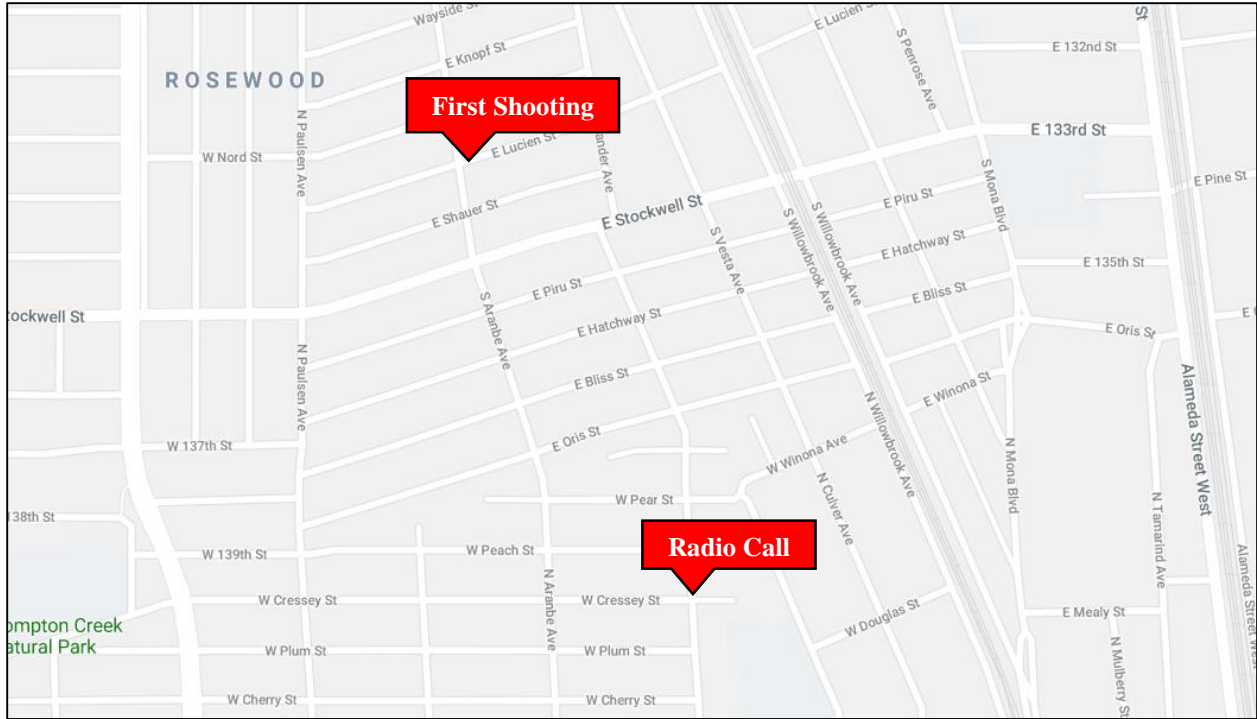 Wayside St
E Lucien St
St
E Knopf St
S Penrose Ave
E 132nd St
St
ROSEWOOD
First Shooting
N Paulsen Ave
E Lucien St
ander Ave
E 133rd St
W Nord St
S Mona Blvd
E Pine St
E Shauer St
E Stockwell St
E Piru St
S Vesta Ave
S Willowbrook Ave
S Willowbrook Ave
E Hatchway St
E 135th St
E Piru St
E Bliss St
S Aranbe Ave
ockwell St
E Hatchway St
E Oris St
E
N Paulsen Ave
E Bliss St
E Winona St
Alameda Street West
N Willowbrook Ave
W 137th St
E Oris St
W Winona Ave
N Mona Blvd
N Culver Ave
W Pear St
138th St
N Tamarind Ave
W 139th St
W Peach St
Radio Call
N Aranbe Ave
Alameda Street West
W Cressey St
W Cressey St
W Douglas St
E Mealy St
ompton Creek
atural Park
W Plum St
W Plum St
N Mulberry St
W Cherry St
W Cherry St